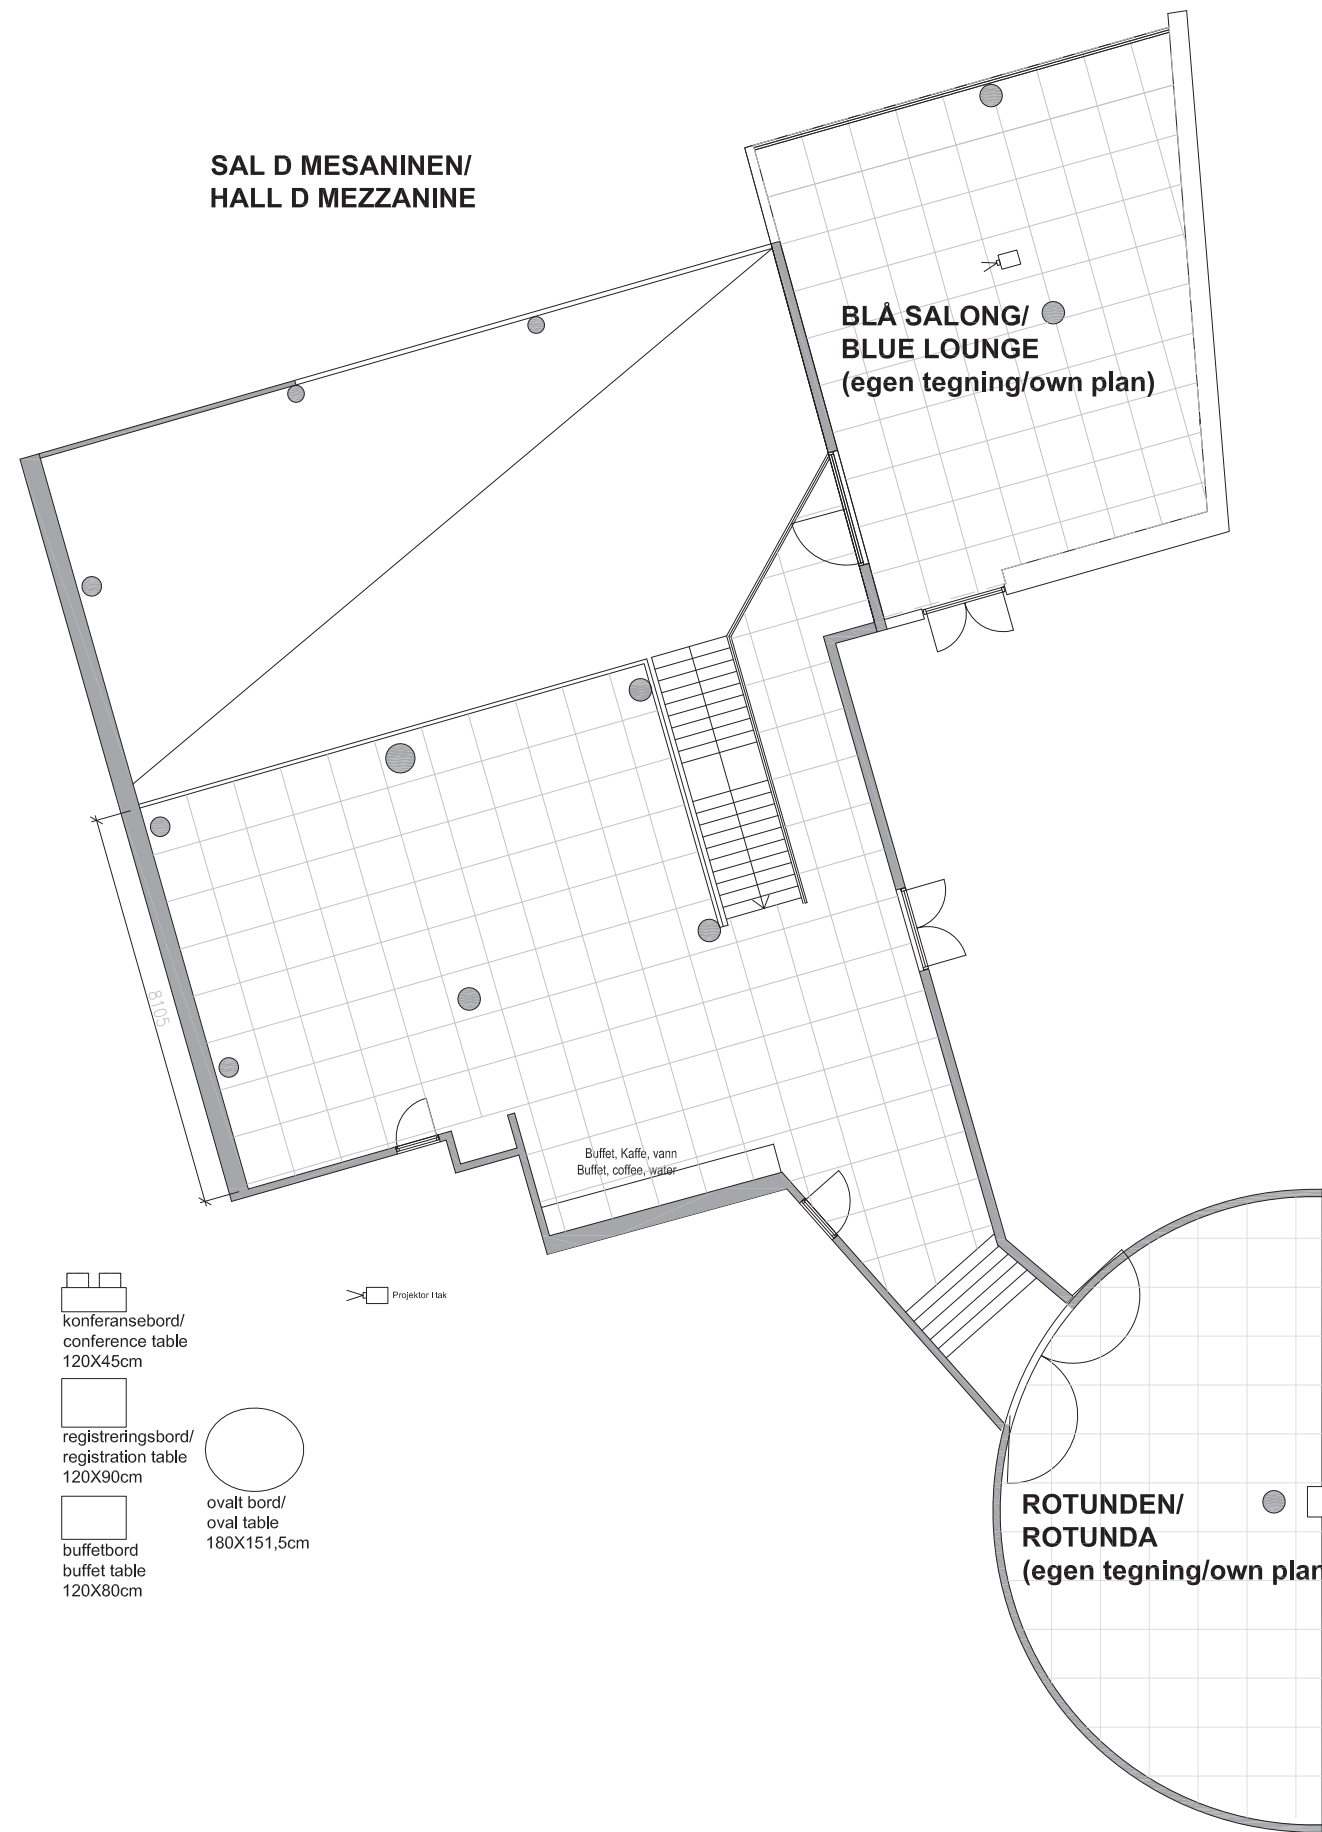 SAL D MESANINEN/
HALL D MEZZANINE
BLÅ SALONG/
BLUE LOUNGE
(egen tegning/own plan)
8105
Buffet, Kaffe, vann
Buffet, coffee, water
Projektor I tak
konferansebord/
conference table
120X45cm
registreringsbord/
registration table
120X90cm
ovalt bord/
oval table
180X151,5cm
buffetbord
buffet table
120X80cm
ROTUNDEN/
ROTUNDA
(egen tegning/own plan